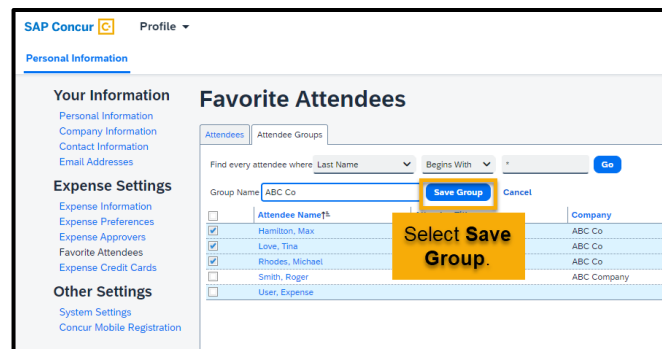 SAP Concur C Profile
Personal Information
Your Information
Personal Information
Company Information
Contact Information
Email Addresses
Expense Settings
Expense Information
Expense Preferences
Expense Approvers
Favorite Attendees
Expense Credit Cards
Other Settings
System Settings
Concur Mobile Registration
Favorite Attendees
Attendees Attendee Groups
Find every attendee where Last Name Begins With * Go
Group Name ABC Co Save Group Cancel
Attendee Name Company
Hamilton, Max ABC Co
Love, Tina ABC Co
Rhodes, Michael ABC Co
Smith, Roger ABC Company
User, Expense
Select Save
Group.